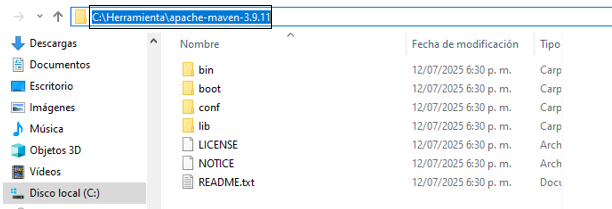 C:\Herramienta\apache-maven-3.9.11
Descargas
Documentos
Escritorio
Imágenes
Música
Objetos 3D
Vídeos
Disco local (C:)
Nombre Fecha de modificación Tipo
bin 12/07/2025 6:30 p. m. Carp
boot 12/07/2025 6:30 p. m. Carp
conf 12/07/2025 6:30 p. m. Carp
lib 12/07/2025 6:30 p. m. Carp
LICENSE 12/07/2025 6:30 p. m. Arch
NOTICE 12/07/2025 6:30 p. m. Arch
README.txt 12/07/2025 6:30 p. m. Docu